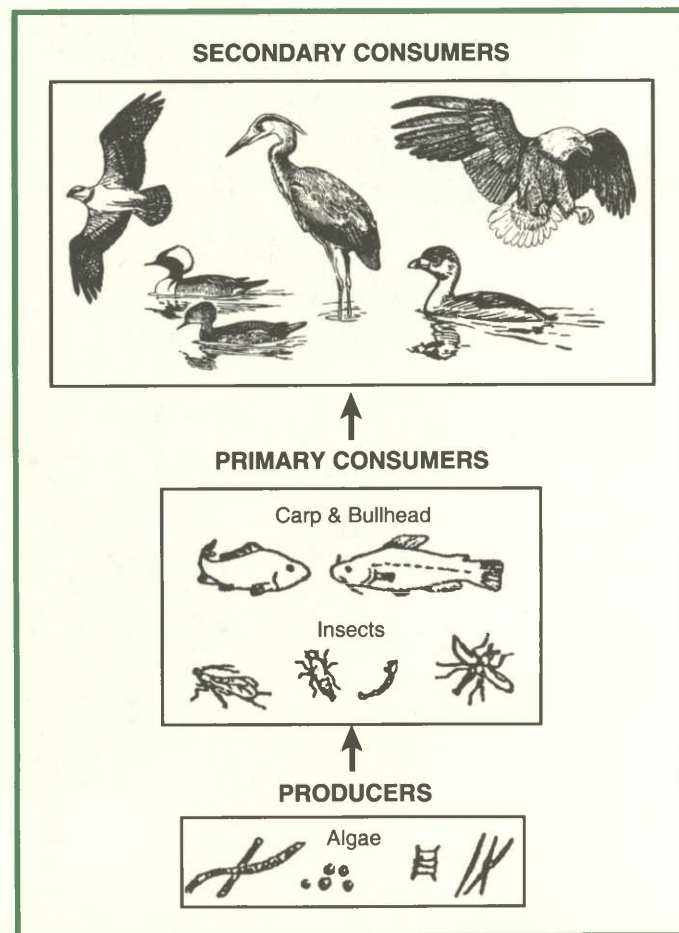 SECONDARY CONSUMERS
PRIMARY CONSUMERS
Carp & Bullhead
Insects
PRODUCERS
Algae